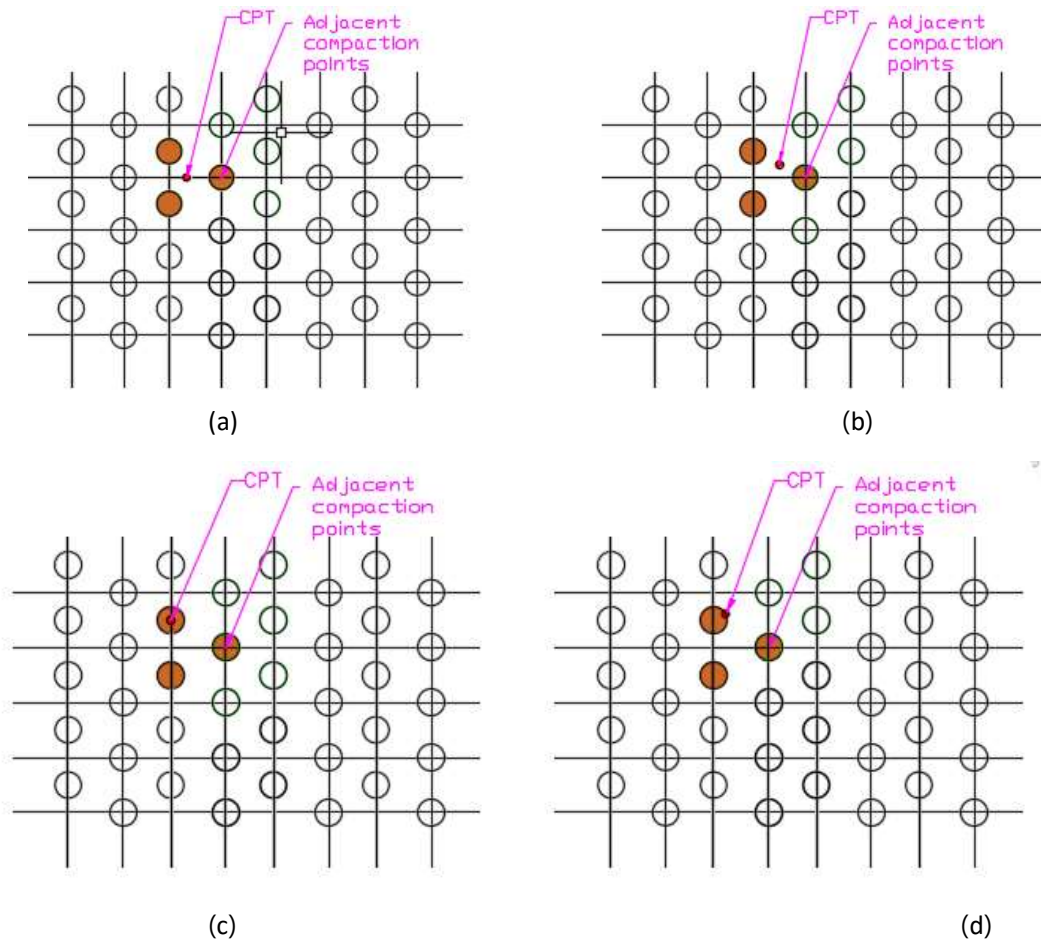 CPT
Adjacent
compaction
points
CPT
Adjacent
compaction
points
(a)
(b)
CPT
Adjacent
compaction
points
CPT
Adjacent
compaction
points
(c)
(d)